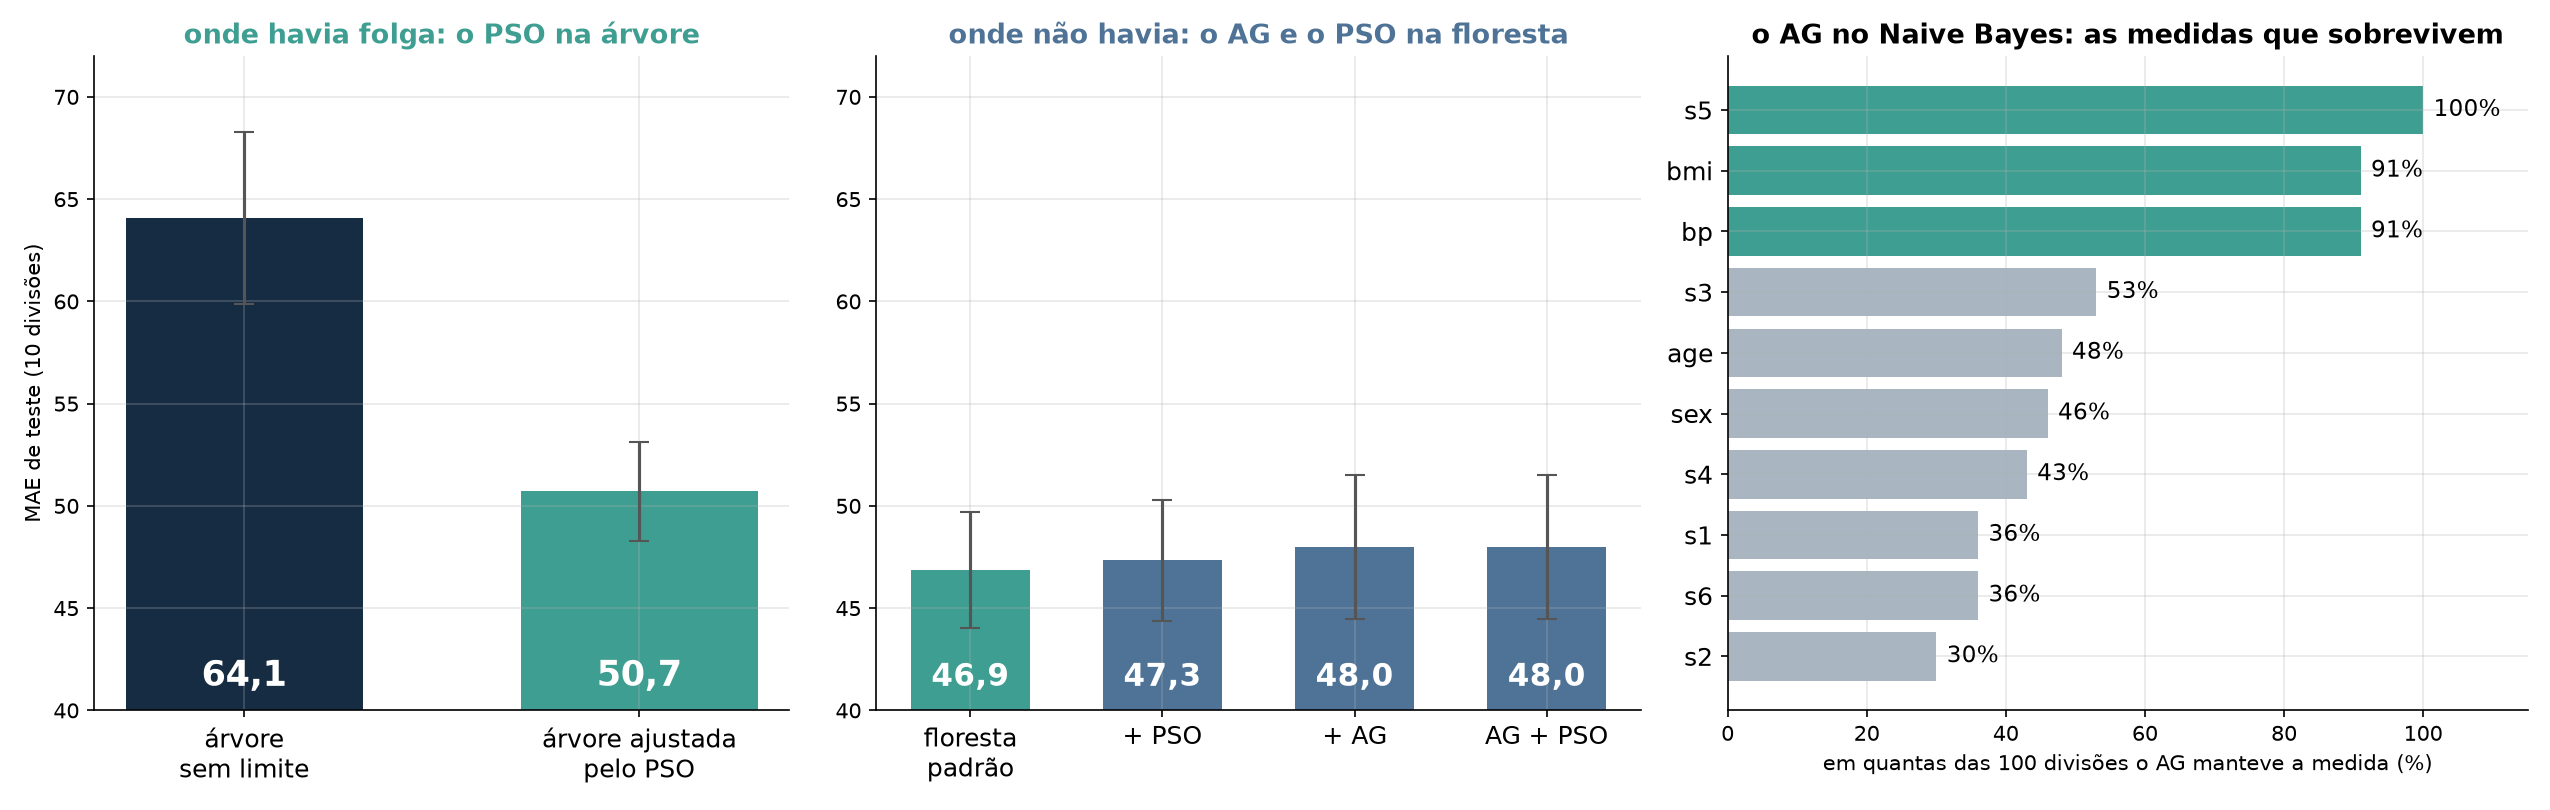 onde havia folga: o PSO na árvore
MAE de teste (10 divisões)
70
65
60
55
50
45
40
64,1
50,7
árvore
sem limite
árvore ajustada
pelo PSO
onde não havia: o AG e o PSO na floresta
70
65
60
55
50
45
40
46,9
47,3
48,0
48,0
floresta
padrão
+ PSO
+ AG
AG + PSO
o AG no Naive Bayes: as medidas que sobrevivem
s5
100%
bmi
91%
bp
91%
s3
53%
age
48%
sex
46%
s4
43%
s1
36%
s6
36%
s2
30%
0
20
40
60
80
100
em quantas das 100 divisões o AG manteve a medida (%)